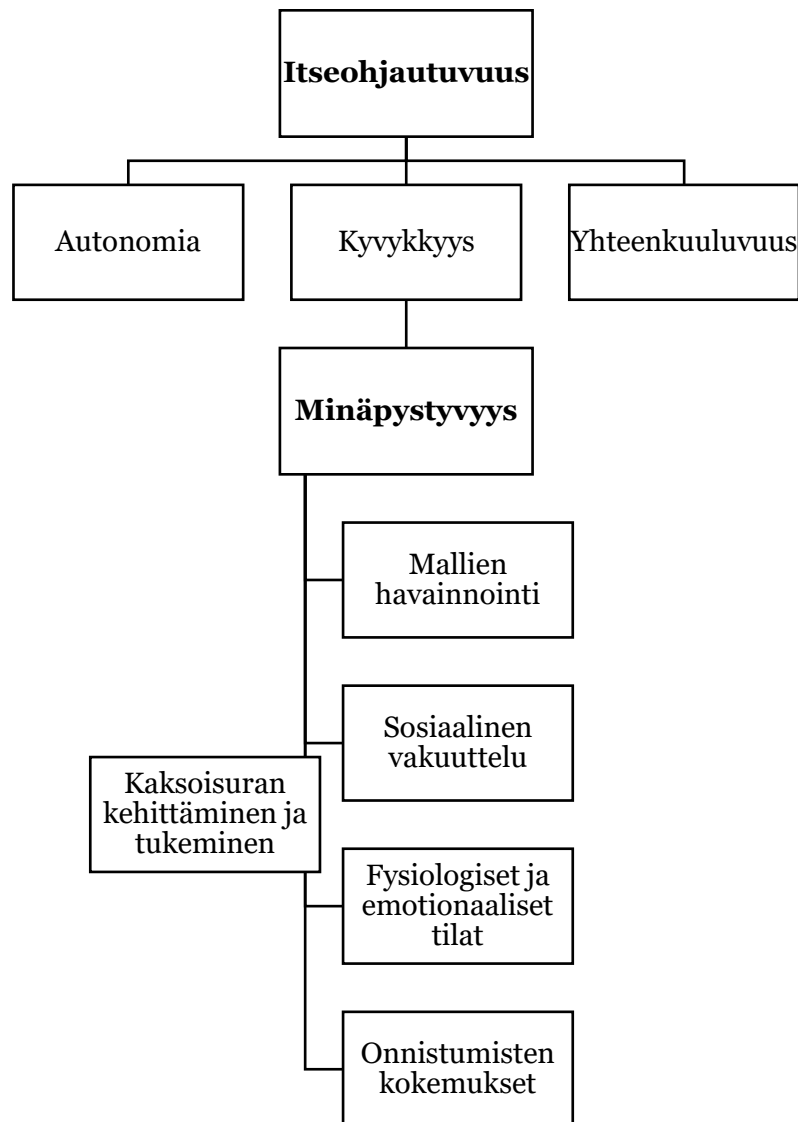 Itseohjautuvuus
Autonomia
Kyvykkyys
Yhteenkuuluvuus
Minäpystyvyys
Mallien
havainnointi
Sosiaalinen
vakuuttelu
Kaksoisuran
kehittäminen ja
tukeminen
Fysiologiset ja
emotionaaliset
tilat
Onnistumisten
kokemukset